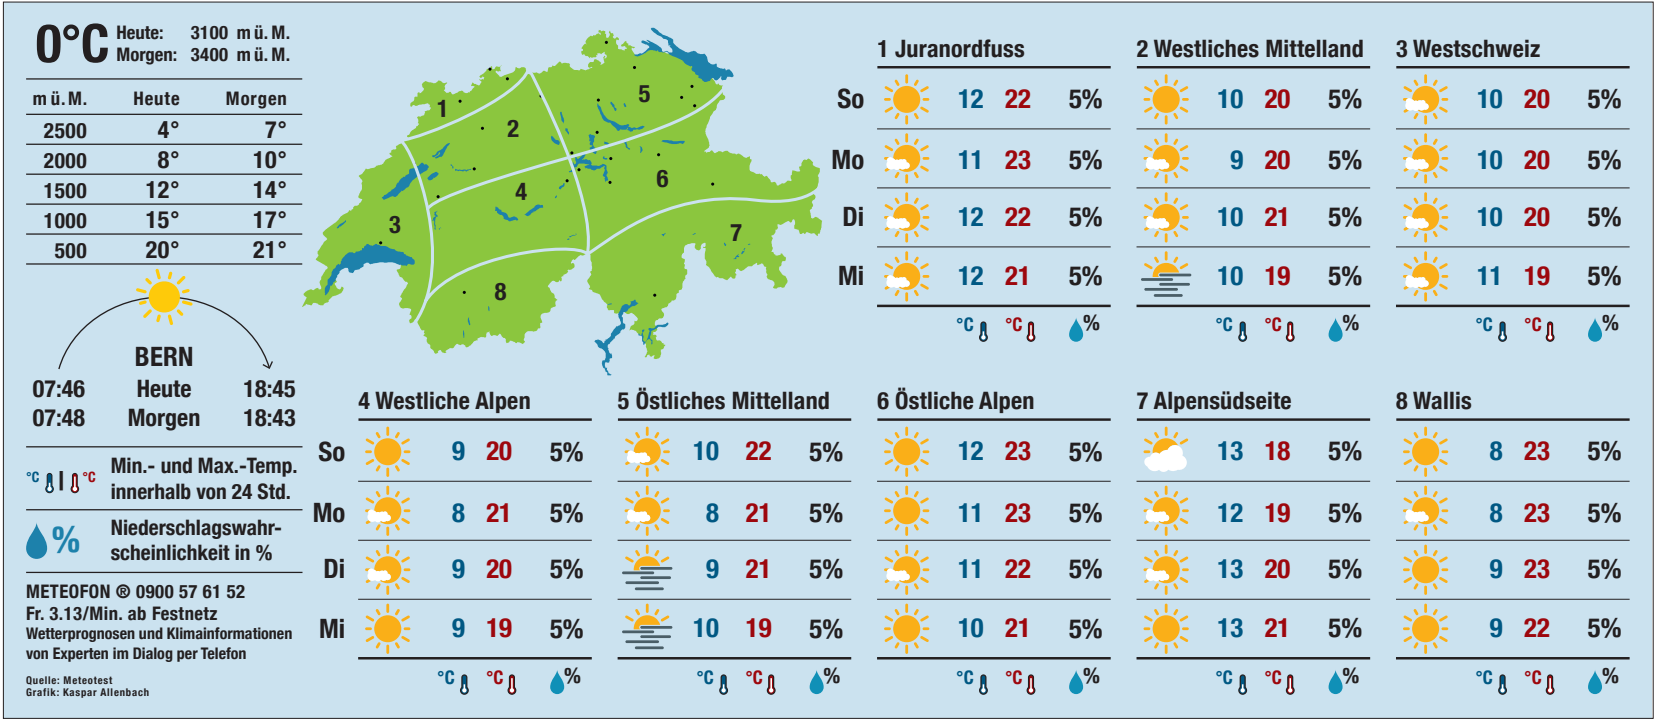 0°C
Heute: 3100 m ü. M.
Morgen: 3400 m ü. M.
m ü. M. Heute Morgen
2500 4° 7°
2000 8° 10°
1500 12° 14°
1000 15° 17°
500 20° 21°
BERN
07:46 Heute 18:45
07:48 Morgen 18:43
°C | °C Min.- und Max.-Temp.
innerhalb von 24 Std.
% Niederschlagswahr-
scheinlichkeit in %
METEOFON ® 0900 57 61 52
Fr. 3.13/Min. ab Festnetz
Wetterprognosen und Klimainformationen
von Experten im Dialog per Telefon
Quelle: Meteotest
Grafik: Kaspar Allenbach
1
2
3
4
5
6
7
8
1 Juranordfuss
So 12 22 5%
Mo 11 23 5%
Di 12 22 5%
Mi 12 21 5%
°C °C %
2 Westliches Mittelland
10 20 5%
9 20 5%
10 21 5%
10 19 5%
°C °C %
3 Westschweiz
10 20 5%
10 20 5%
10 20 5%
11 19 5%
°C °C %
4 Westliche Alpen
So 9 20 5%
Mo 8 21 5%
Di 9 20 5%
Mi 9 19 5%
°C °C %
5 Östliches Mittelland
10 22 5%
8 21 5%
9 21 5%
10 19 5%
°C °C %
6 Östliche Alpen
12 23 5%
11 23 5%
11 22 5%
10 21 5%
°C °C %
7 Alpensüdseite
13 18 5%
12 19 5%
13 20 5%
13 21 5%
°C °C %
8 Wallis
8 23 5%
8 23 5%
9 23 5%
9 22 5%
°C °C %